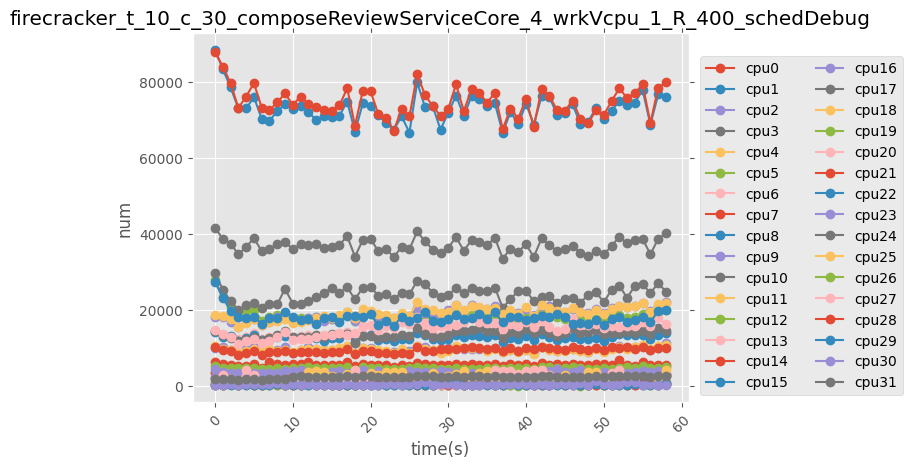 firecracker_t_10_c_30_composeReviewServiceCore_4_wrkVcpu_1_R_400_schedDebug
num
80000
60000
40000
20000
0
0
10
20
30
40
50
60
time(s)
cpu0
cpu1
cpu2
cpu3
cpu4
cpu5
cpu6
cpu7
cpu8
cpu9
cpu10
cpu11
cpu12
cpu13
cpu14
cpu15
cpu16
cpu17
cpu18
cpu19
cpu20
cpu21
cpu22
cpu23
cpu24
cpu25
cpu26
cpu27
cpu28
cpu29
cpu30
cpu31